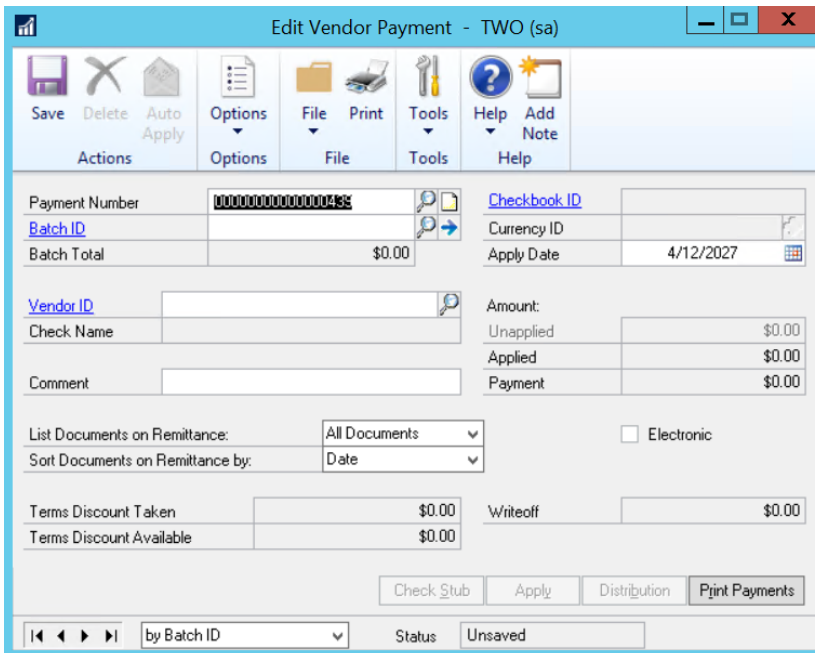 Edit Vendor Payment - TWO (sa)
Save Delete Auto Apply Options File Print Tools Help Add Note
Actions Options File Tools Help
Payment Number 00000000000000435 Checkbook ID
Batch ID Currency ID
Batch Total $0.00 Apply Date 4/12/2027
Vendor ID Amount:
Check Name Unapplied $0.00
Applied $0.00
Comment Payment $0.00
List Documents on Remittance: All Documents Electronic
Sort Documents on Remittance by: Date
Terms Discount Taken $0.00 Writeoff $0.00
Terms Discount Available $0.00
Check Stub Apply Distribution Print Payments
by Batch ID Status Unsaved